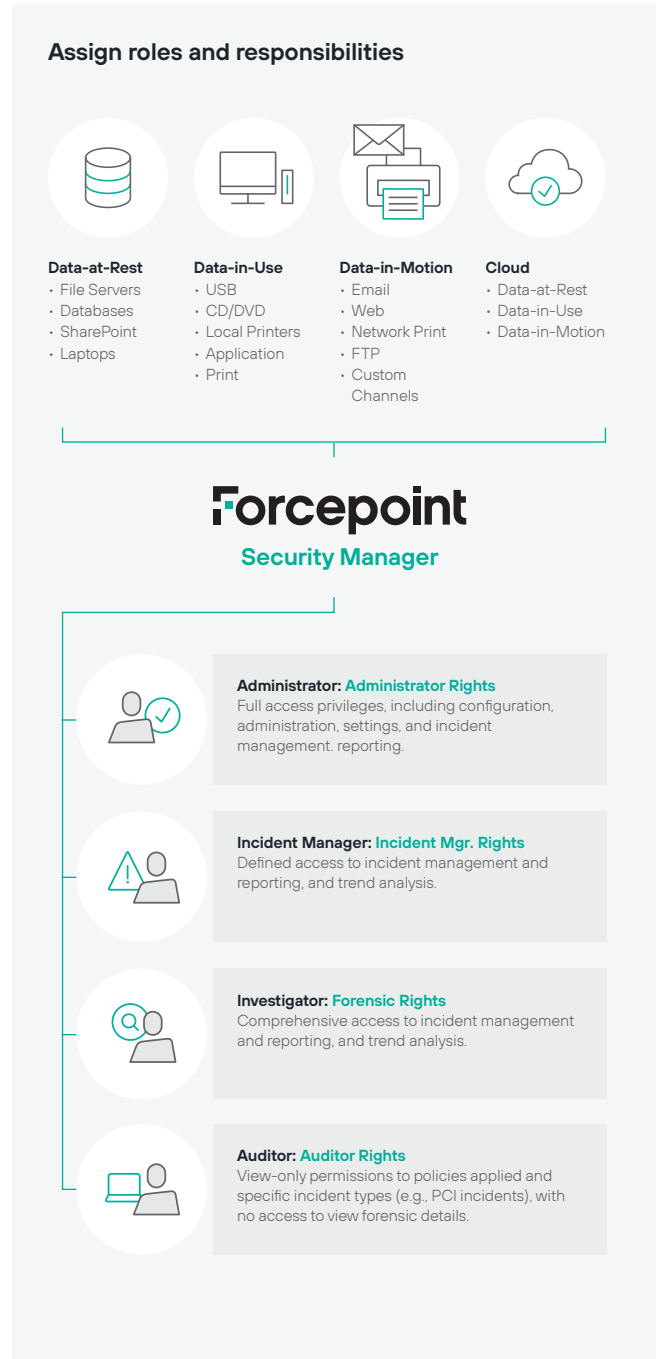 Assign roles and responsibilities
Data-at-Rest
• File Servers
• Databases
• SharePoint
• Laptops
Data-in-Use
• USB
• CD/DVD
• Local Printers
• Application
• Print
Data-in-Motion
• Email
• Web
• Network Print
• FTP
• Custom
Channels
Cloud
• Data-at-Rest
• Data-in-Use
• Data-in-Motion
Forcepoint
Security Manager
Administrator: Administrator Rights
Full access privileges, including configuration,
administration, settings, and incident
management. reporting.
Incident Manager: Incident Mgr. Rights
Defined access to incident management and
reporting, and trend analysis.
Investigator: Forensic Rights
Comprehensive access to incident management
and reporting, and trend analysis.
Auditor: Auditor Rights
View-only permissions to policies applied and
specific incident types (e.g., PCI incidents), with
no access to view forensic details.